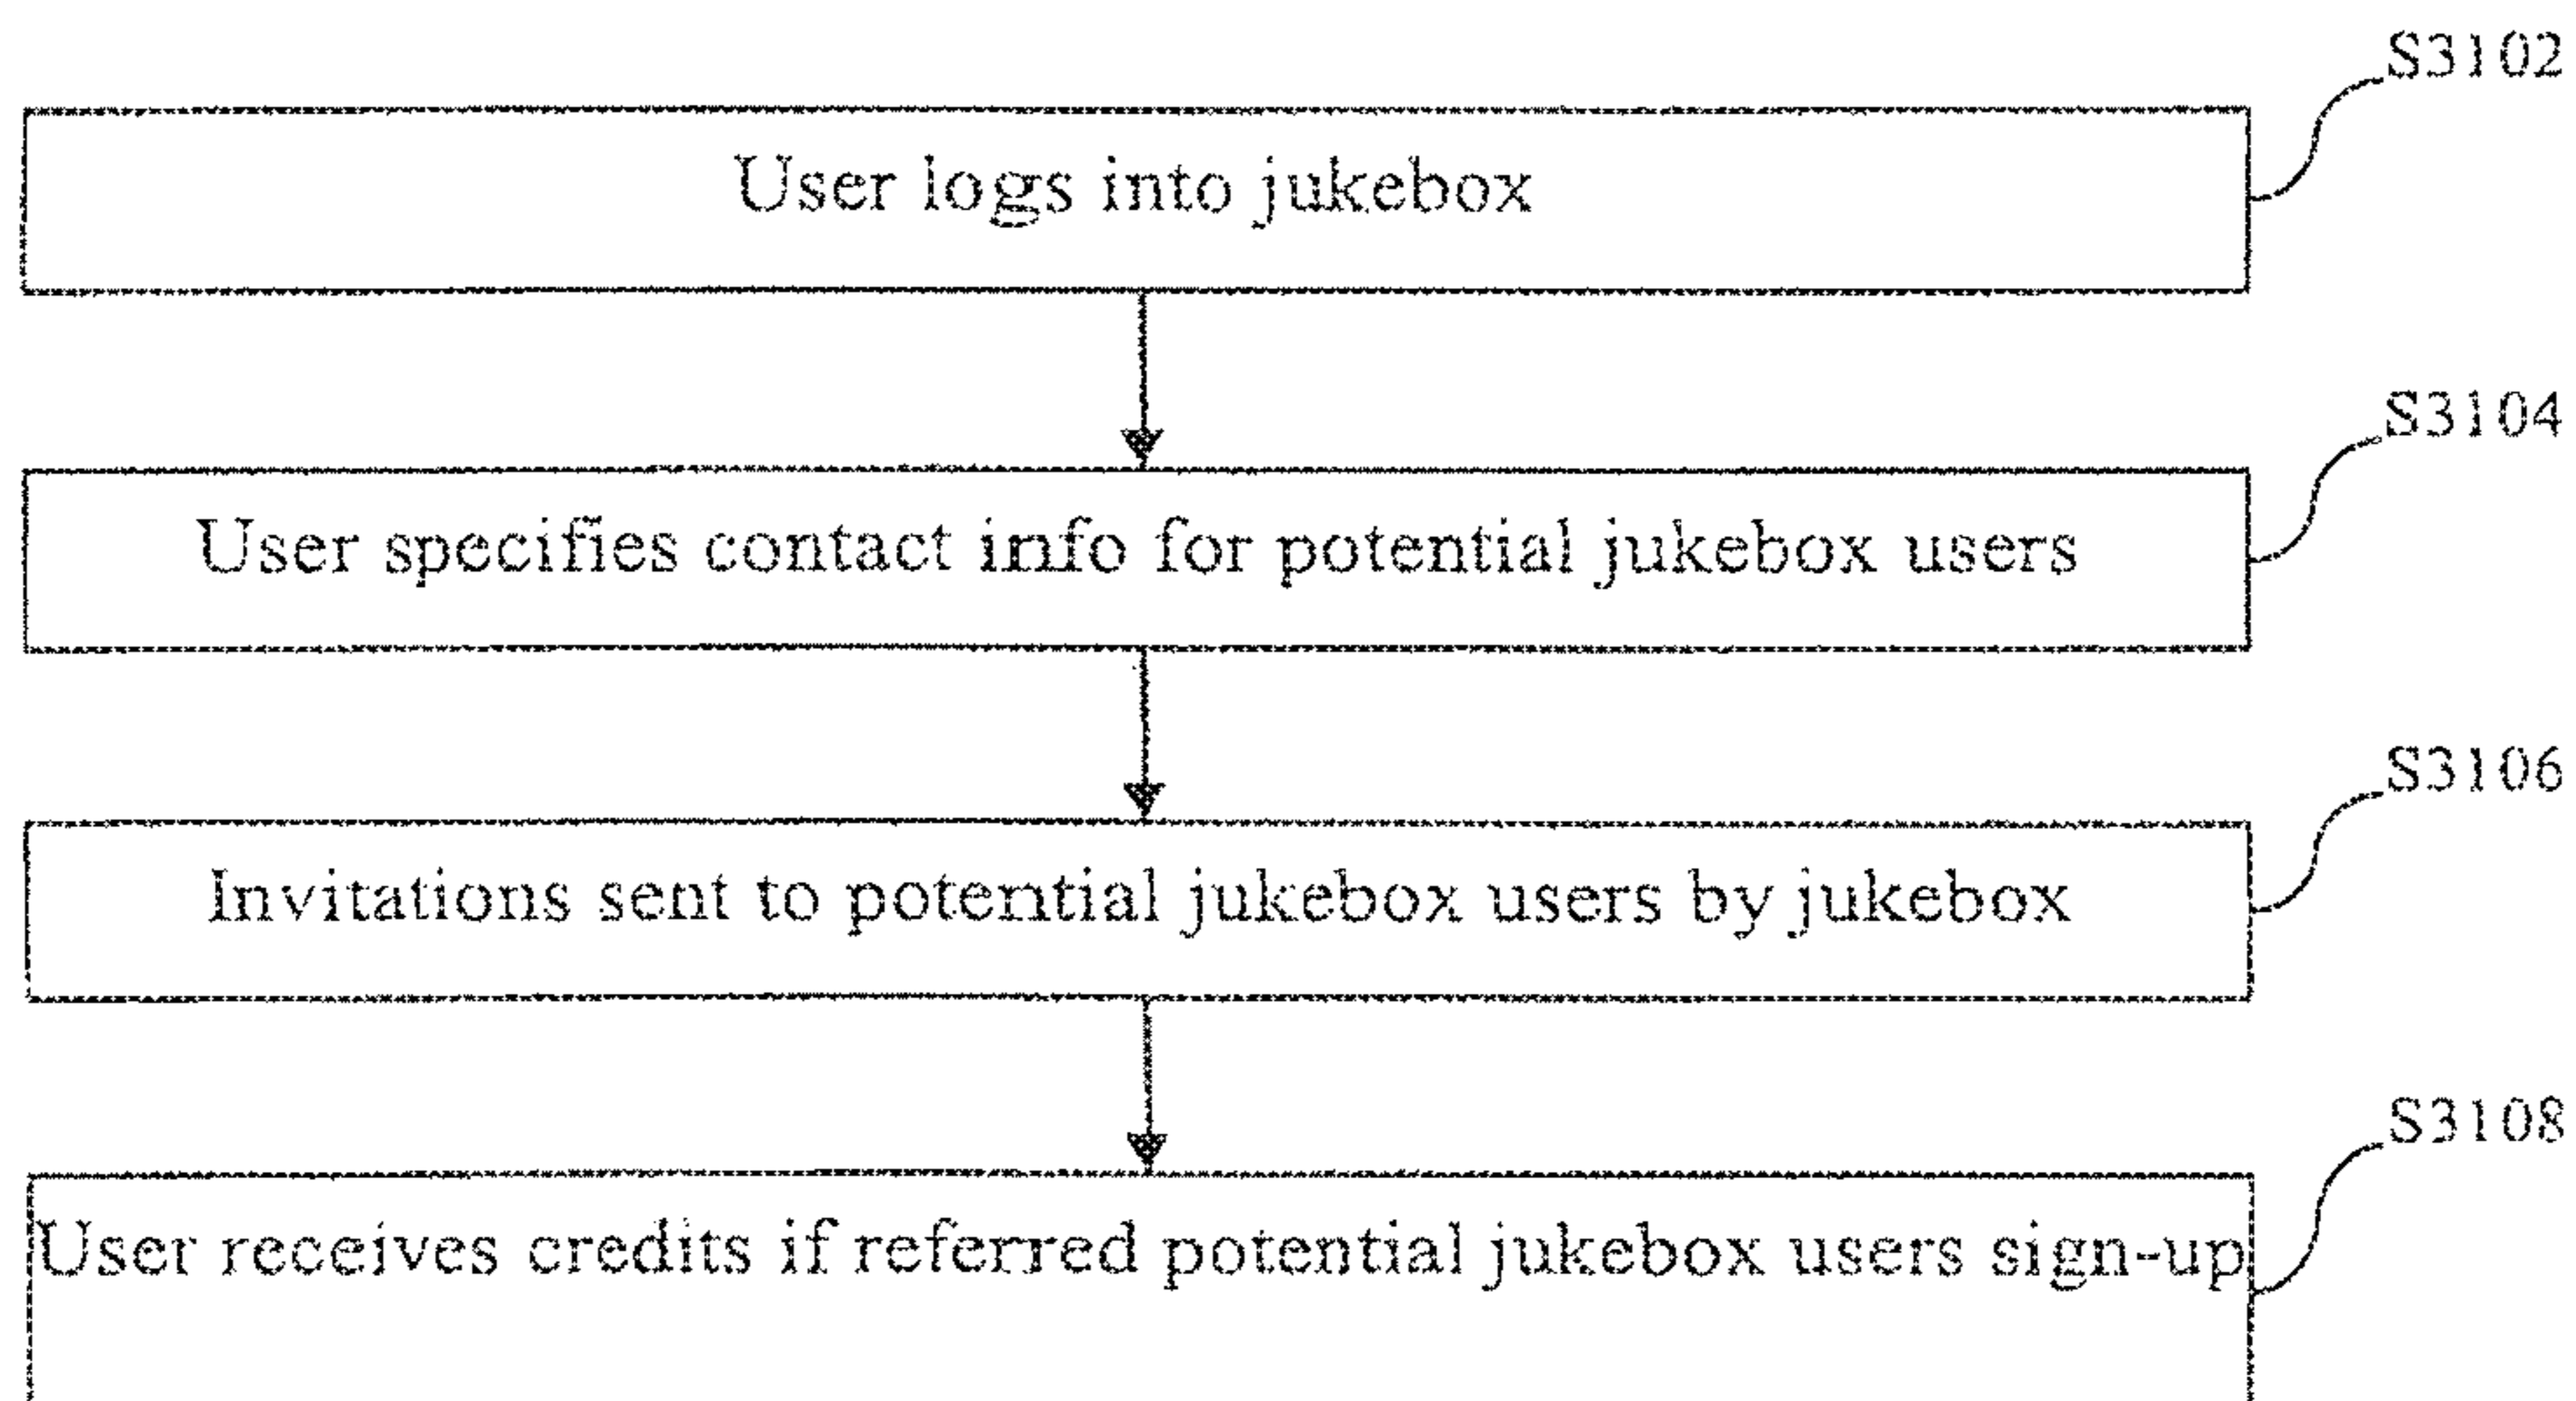 S3102
User logs into jukebox
S3104
User specifies contact info for potential jukebox users
S3106
Invitations sent to potential jukebox users by jukebox
S3108
User receives credits if referred potential jukebox users sign-up